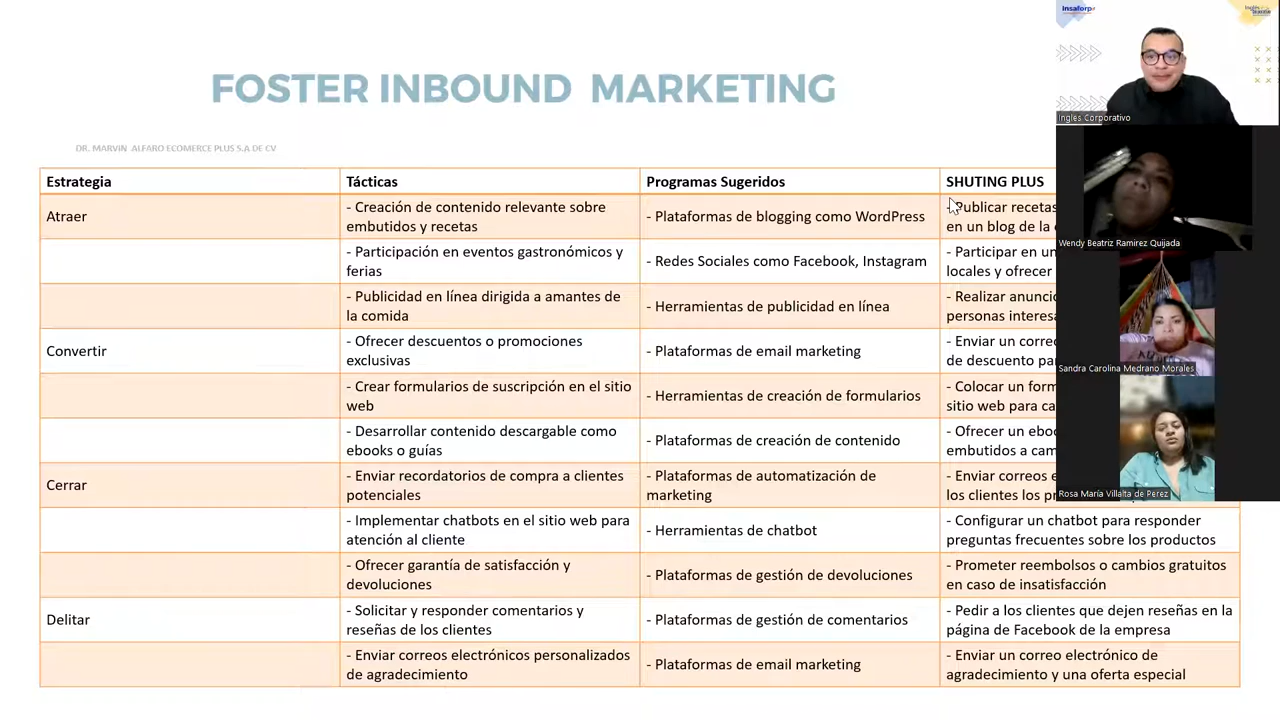 FOSTER INBOUND MARKETING
DR. MARVIN ALFARO ECOMERCE PLUS S.A DE CV
Estrategia
Tácticas
Programas Sugeridos
SHUTING PLUS
Atraer
- Creación de contenido relevante sobre
embutidos y recetas
- Plataformas de blogging como WordPress
- Publicar recetas
en un blog de la
- Participación en eventos gastronómicos y
ferias
- Redes Sociales como Facebook, Instagram
- Participar en
locales y ofrecer
- Publicidad en línea dirigida a amantes de
la comida
- Herramientas de publicidad en línea
- Realizar
personas
Convertir
- Ofrecer descuentos o promociones
exclusivas
- Plataformas de email marketing
- Enviar un
de descuento
- Crear formularios de suscripción en el sitio
web
- Herramientas de creación de formularios
- Colocar un
sitio web para
- Desarrollar contenido descargable como
ebooks o guías
- Plataformas de creación de contenido
- Ofrecer un
embutidos a
Cerrar
- Enviar recordatorios de compra a clientes
potenciales
- Plataformas de automatización de
marketing
- Enviar correos
los clientes los
- Implementar chatbots en el sitio web para
atención al cliente
- Herramientas de chatbot
- Configurar un chatbot para responder
preguntas frecuentes sobre los productos
- Ofrecer garantía de satisfacción y
devoluciones
- Plataformas de gestión de devoluciones
- Prometer reembolsos o cambios gratuitos
en caso de insatisfacción
Delitar
- Solicitar y responder comentarios y
reseñas de los clientes
- Plataformas de gestión de comentarios
- Pedir a los clientes que dejen reseñas en la
página de Facebook de la empresa
- Enviar correos electrónicos personalizados
de agradecimiento
- Plataformas de email marketing
- Enviar un correo electrónico de
agradecimiento y una oferta especial
insaforp
Ingles Corporativo
Wendy Beatriz Ramirez Quijada
Sandra Carolina Medrano Morales
Rosa María Villalta de Perez